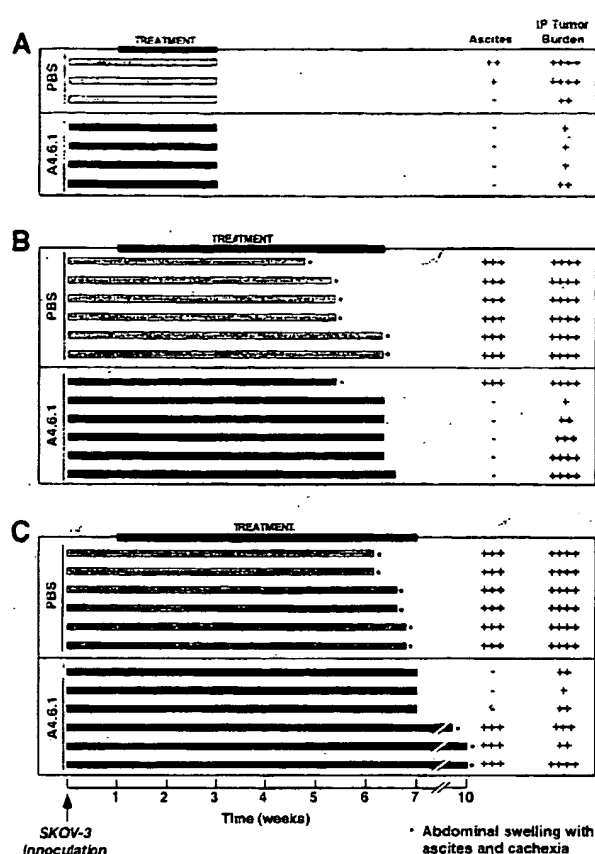 A
TREATMENT
Ascites
IP Tumor
Burden
PBS
++ ++++
+ ++++
- ++
A4.6.1
- +
- +
- +
- ++
B
TREATMENT
PBS
• +++ ++++
• +++ ++++
• +++ ++++
• +++ ++++
• +++ ++++
• +++ ++++
A4.6.1
• +++ ++++
- +
- ++
- +++
- ++++
- ++++
C
TREATMENT
PBS
• +++ ++++
• +++ ++++
• +++ ++++
• +++ ++++
• +++ ++++
• +++ ++++
A4.6.1
- ++
- +
++
• +++ +++
• +++ ++
• +++ ++++
1 2 3 4 5 6 7 10
Time (weeks)
SKOV-3
Innoculation
• Abdominal swelling with
ascites and cachexia